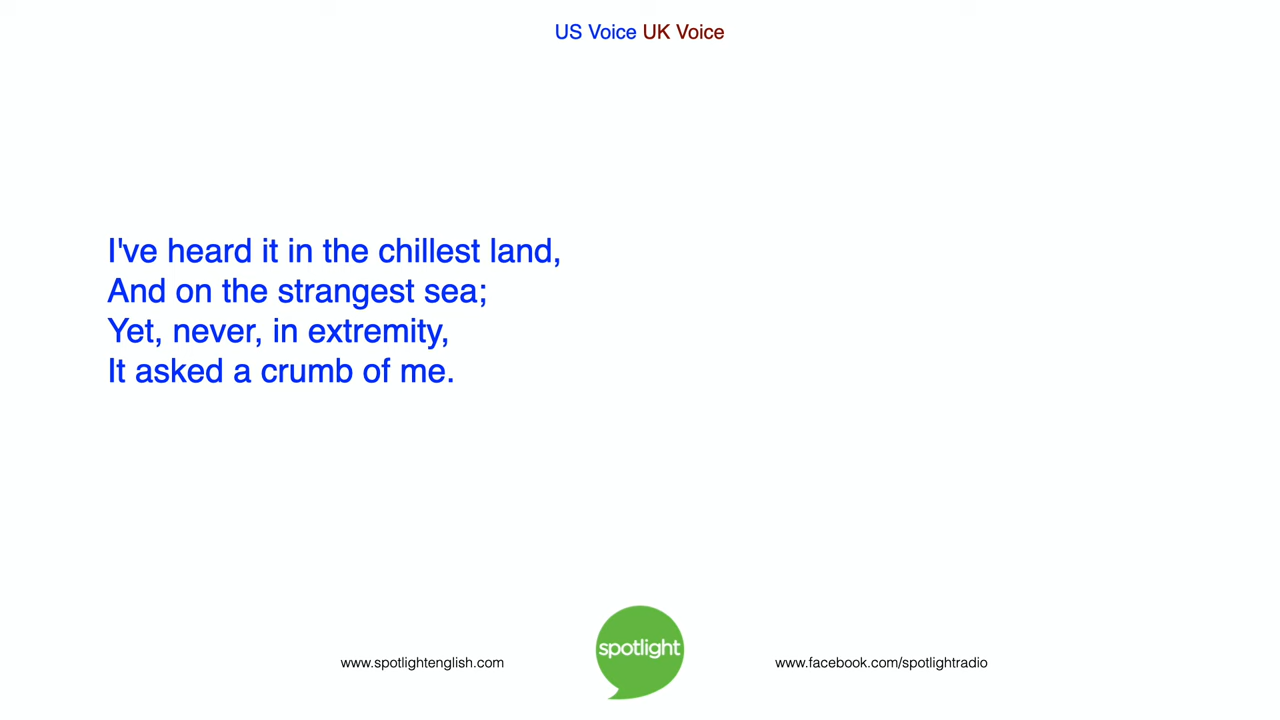 US Voice UK Voice
I've heard it in the chillest land,
And on the strangest sea;
Yet, never, in extremity,
It asked a crumb of me.
spotlight
www.spotlightenglish.com
www.facebook.com/spotlightradio